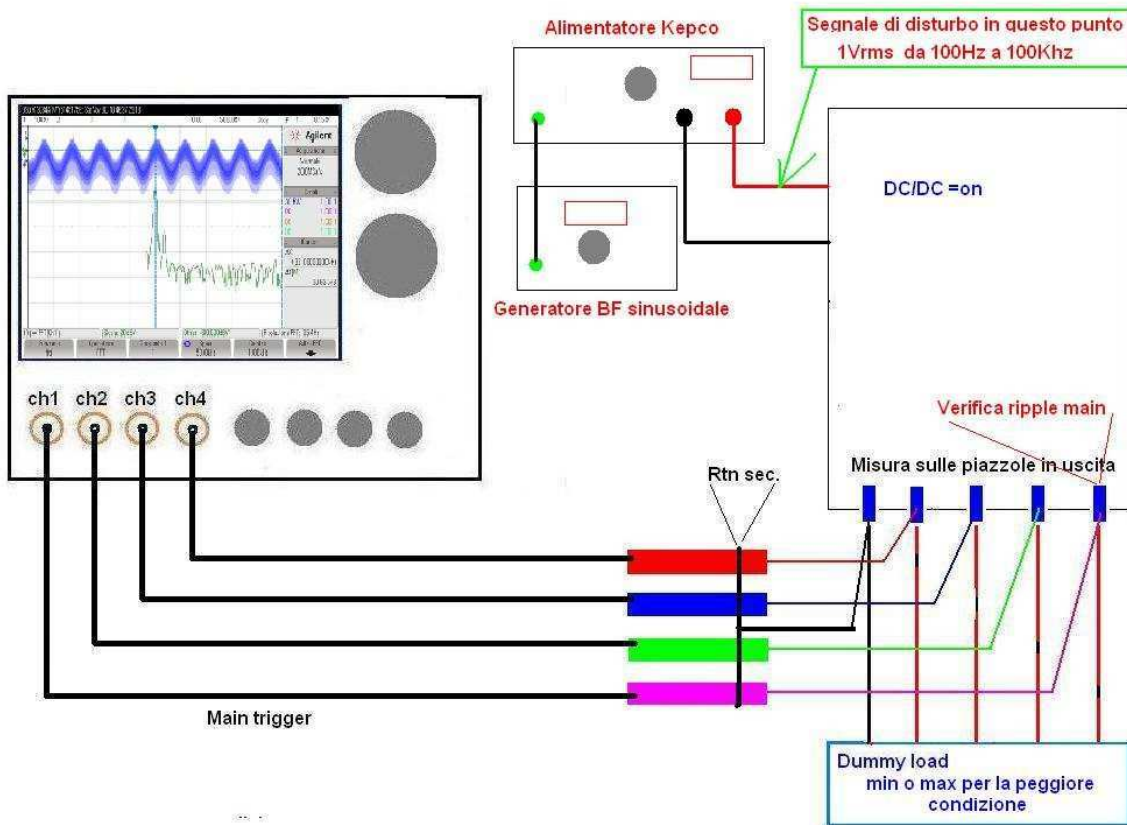 Alimentatore Kepco
Segnale di disturbo in questo punto
1Vrms da 100Hz a 100Khz
Agilent
DC/DC =on
Generatore BF sinusoidale
ch1 ch2 ch3 ch4
Verifica ripple main
Misura sulle piazzole in uscita
Rtn sec.
Main trigger
Dummy load
min o max per la peggiore
condizione